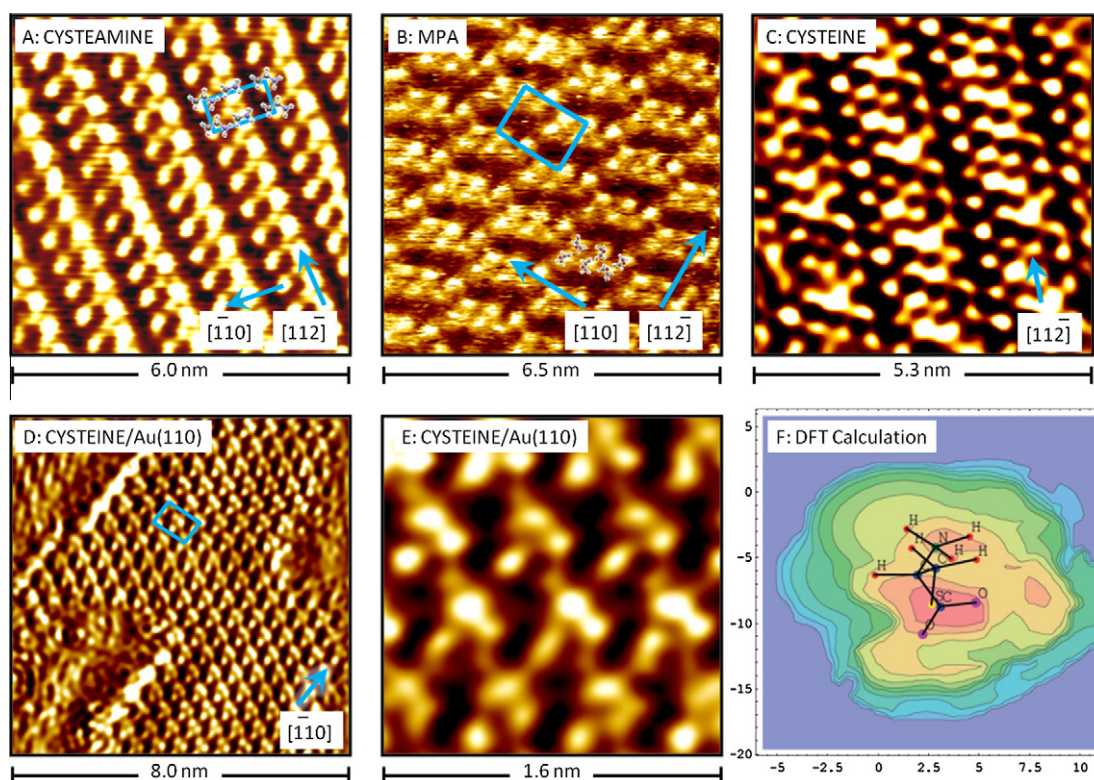 A: CYSTEAMINE
[1̅10]
[112̅]
6.0 nm
B: MPA
[1̅10]
[112̅]
6.5 nm
C: CYSTEINE
[112̅]
5.3 nm
D: CYSTEINE/Au(110)
[1̅10]
8.0 nm
E: CYSTEINE/Au(110)
1.6 nm
F: DFT Calculation
5
0
-5
-10
-15
-20
H
H
H
N
H
H
H
C
S
C
O
-5
-2.5
0
2.5
5
7.5
10